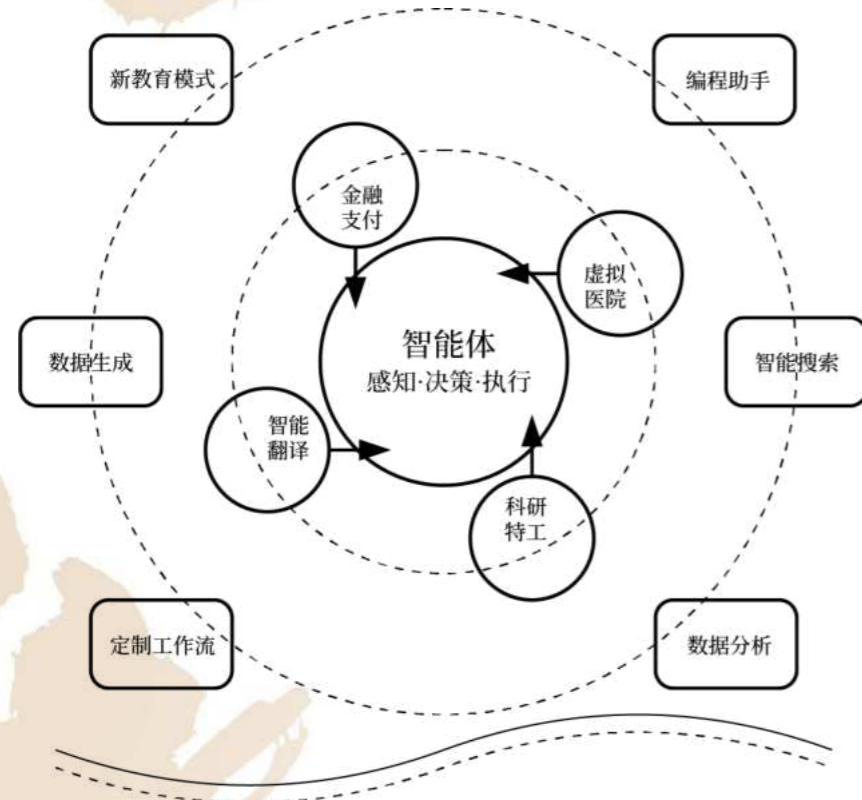 新教育模式
编程助手
金融
支付
虚拟
医院
智能体
感知·决策·执行
数据生成
智能搜索
智能
翻译
科研
特工
定制工作流
数据分析